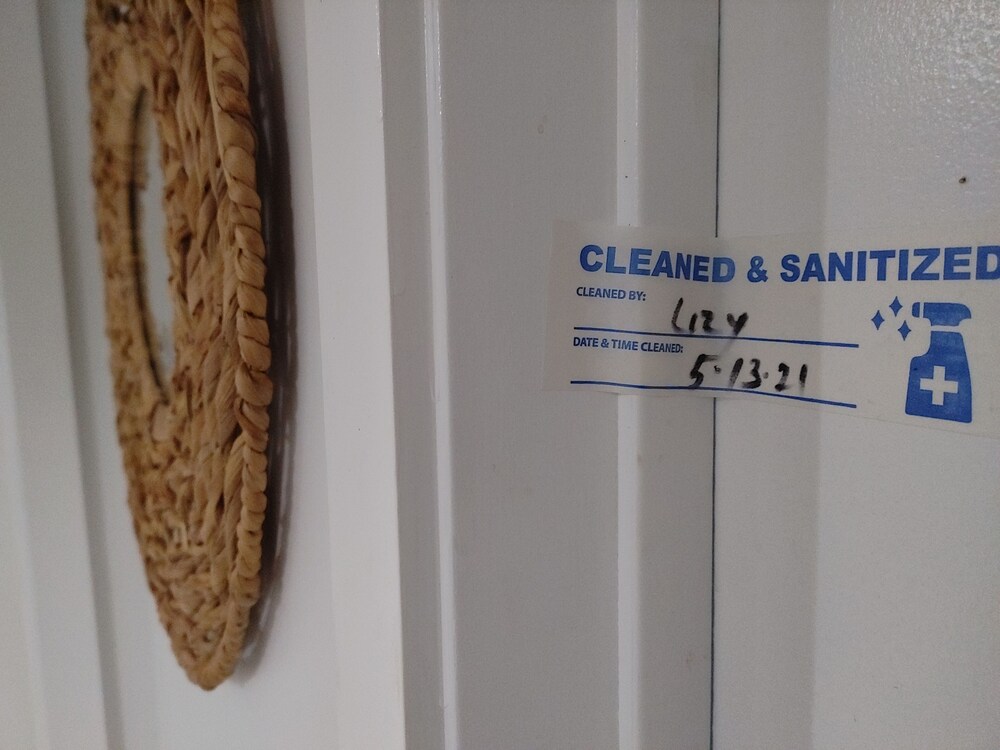 CLEANED & SANITIZED
CLEANED BY: Lizy
DATE & TIME CLEANED: 5.13.21